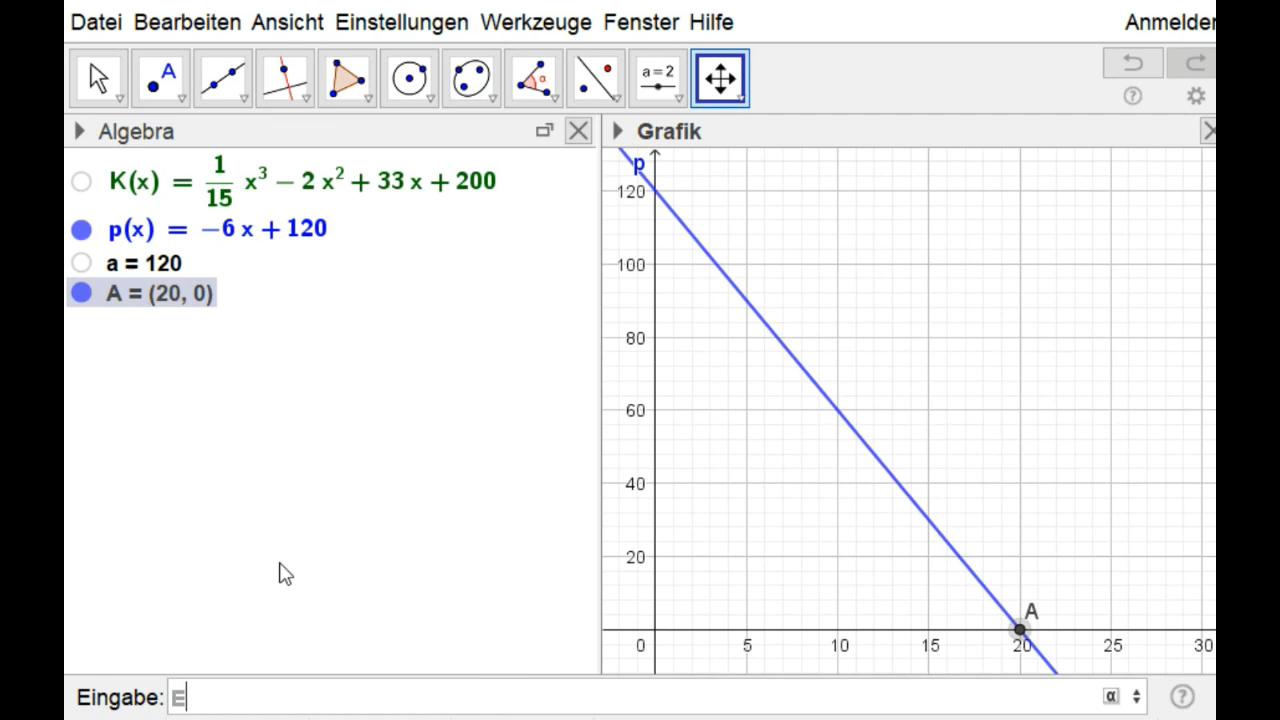 Datei Bearbeiten Ansicht Einstellungen Werkzeuge Fenster Hilfe Anmelder
A α a=2
Algebra
Grafik
K(x) = 1/15 x³ − 2 x² + 33 x + 200
p(x) = −6 x + 120
a = 120
A = (20, 0)
p
120
100
80
60
40
20
A
0 5 10 15 20 25 30
Eingabe: E α ?